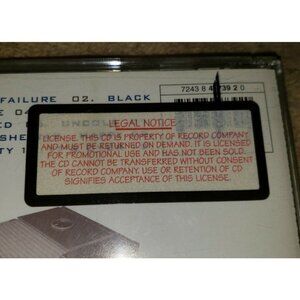 FAILURE 02. BLACK
7243 8 4 739 2 0
LEGAL NOTICE
LICENSE. THIS CD IS PROPERTY OF RECORD COMPANY
AND MUST BE RETURNED ON DEMAND. IT IS LICENSED
FOR PROMOTIONAL USE AND HAS NOT BEEN SOLD.
THE CD CANNOT BE TRANSFERRED WITHOUT CONSENT
OF RECORD COMPANY. USE OR RETENTION OF CD
SIGNIFIES ACCEPTANCE OF THIS LICENSE.